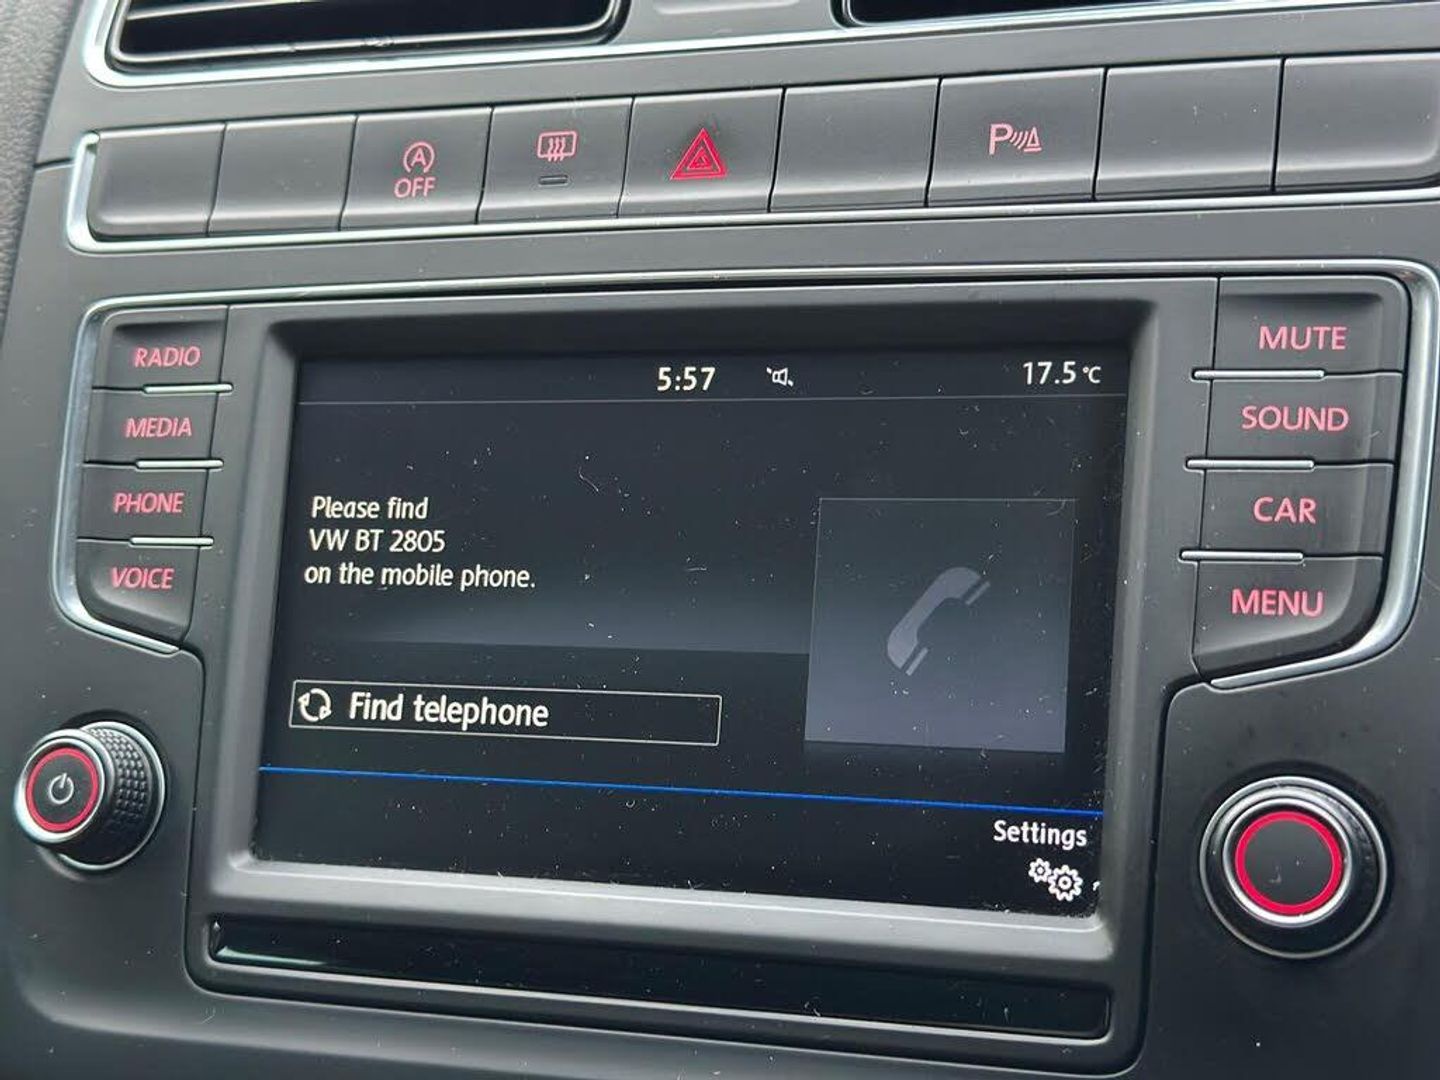 A
OFF
P
RADIO
MEDIA
PHONE
VOICE
5:57
17.5 °C
Please find
VW BT 2805
on the mobile phone.
Find telephone
Settings
MUTE
SOUND
CAR
MENU